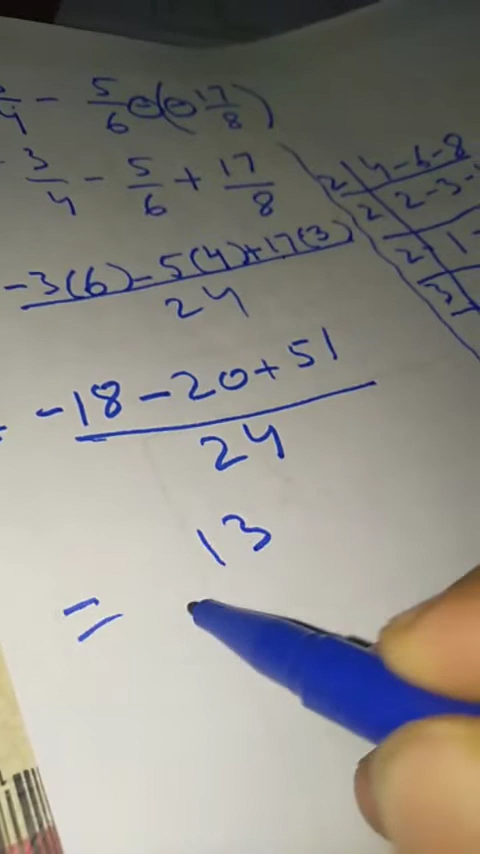 /4 - 5/6 - (- 17/8)
- 3/4 - 5/6 + 17/8
-3(6)-5(4)+17(3) / 24
-18-20+51 / 24
= 13
2 | 4-6-8
2 | 2-3-
2 | 1-
3 |